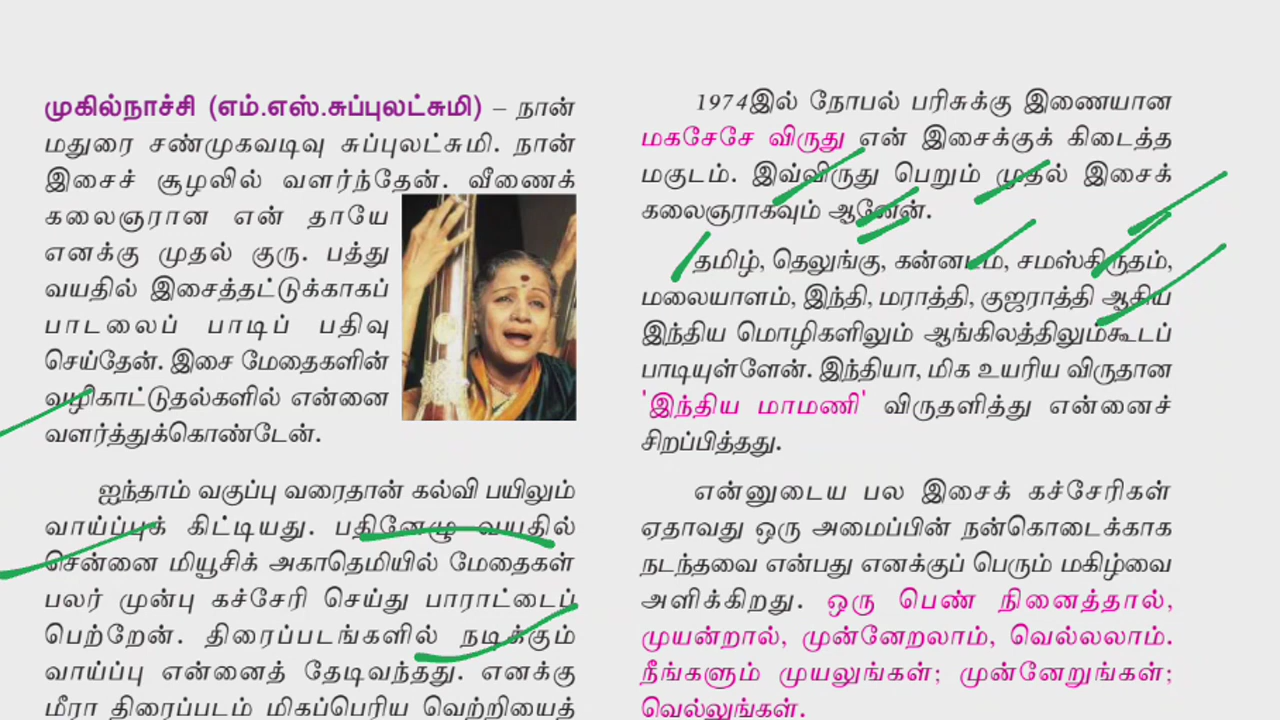 முகில்நாச்சி (எம்.எஸ்.சுப்புலட்சுமி) – நான்
மதுரை சண்முகவடிவு சுப்புலட்சுமி. நான்
இசைச் சூழலில் வளர்ந்தேன். வீணைக்
கலைஞரான என் தாயே
எனக்கு முதல் குரு. பத்து
வயதில் இசைத்தட்டுக்காகப்
பாடலைப் பாடிப் பதிவு
செய்தேன். இசை மேதைகளின்
வழிகாட்டுதல்களில் என்னை
வளர்த்துக்கொண்டேன்.
ஐந்தாம் வகுப்பு வரைதான் கல்வி பயிலும்
வாய்ப்புக் கிட்டியது. பதினேழு வயதில்
சென்னை மியூசிக் அகாதெமியில் மேதைகள்
பலர் முன்பு கச்சேரி செய்து பாராட்டைப்
பெற்றேன். திரைப்படங்களில் நடிக்கும்
வாய்ப்பு என்னைத் தேடிவந்தது. எனக்கு
மீரா திரைப்படம் மிகப்பெரிய வெற்றியைத்
1974இல் நோபல் பரிசுக்கு இணையான
மகசேசே விருது என் இசைக்குக் கிடைத்த
மகுடம். இவ்விருது பெறும் முதல் இசைக்
கலைஞராகவும் ஆனேன்.
தமிழ், தெலுங்கு, கன்னடம், சமஸ்கிருதம்,
மலையாளம், இந்தி, மராத்தி, குஜராத்தி ஆகிய
இந்திய மொழிகளிலும் ஆங்கிலத்திலும்கூடப்
பாடியுள்ளேன். இந்தியா, மிக உயரிய விருதான
'இந்திய மாமணி' விருதளித்து என்னைச்
சிறப்பித்தது.
என்னுடைய பல இசைக் கச்சேரிகள்
ஏதாவது ஒரு அமைப்பின் நன்கொடைக்காக
நடந்தவை என்பது எனக்குப் பெரும் மகிழ்வை
அளிக்கிறது. ஒரு பெண் நினைத்தால்,
முயன்றால், முன்னேறலாம், வெல்லலாம்.
நீங்களும் முயலுங்கள்; முன்னேறுங்கள்;
வெல்லுங்கள்.